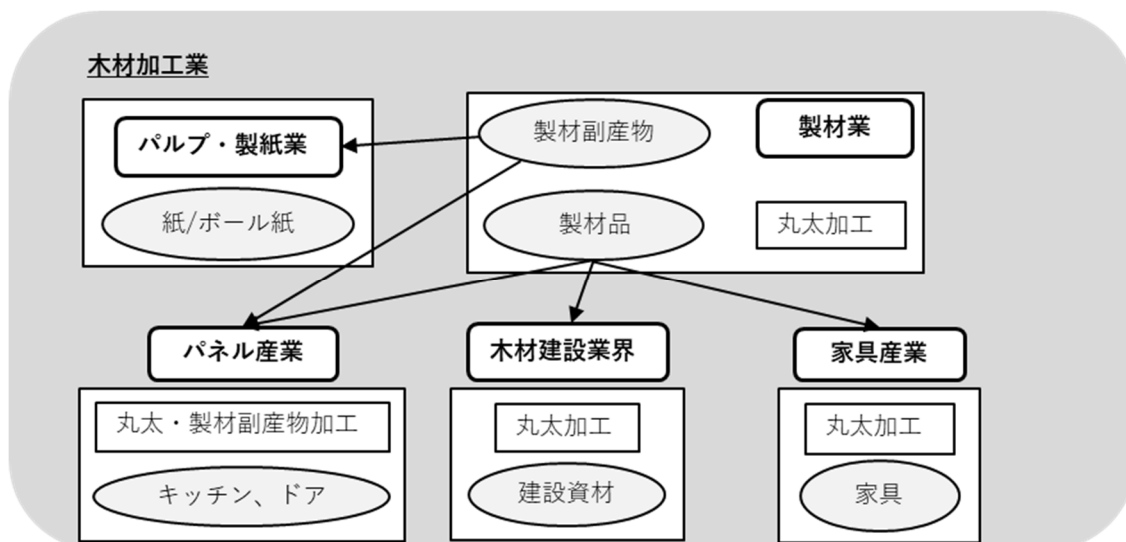 木材加工業
パルプ・製紙業
紙/ボール紙
製材副産物
製材業
製材品
丸太加工
パネル産業
丸太・製材副産物加工
キッチン、ドア
木材建設業界
丸太加工
建設資材
家具産業
丸太加工
家具